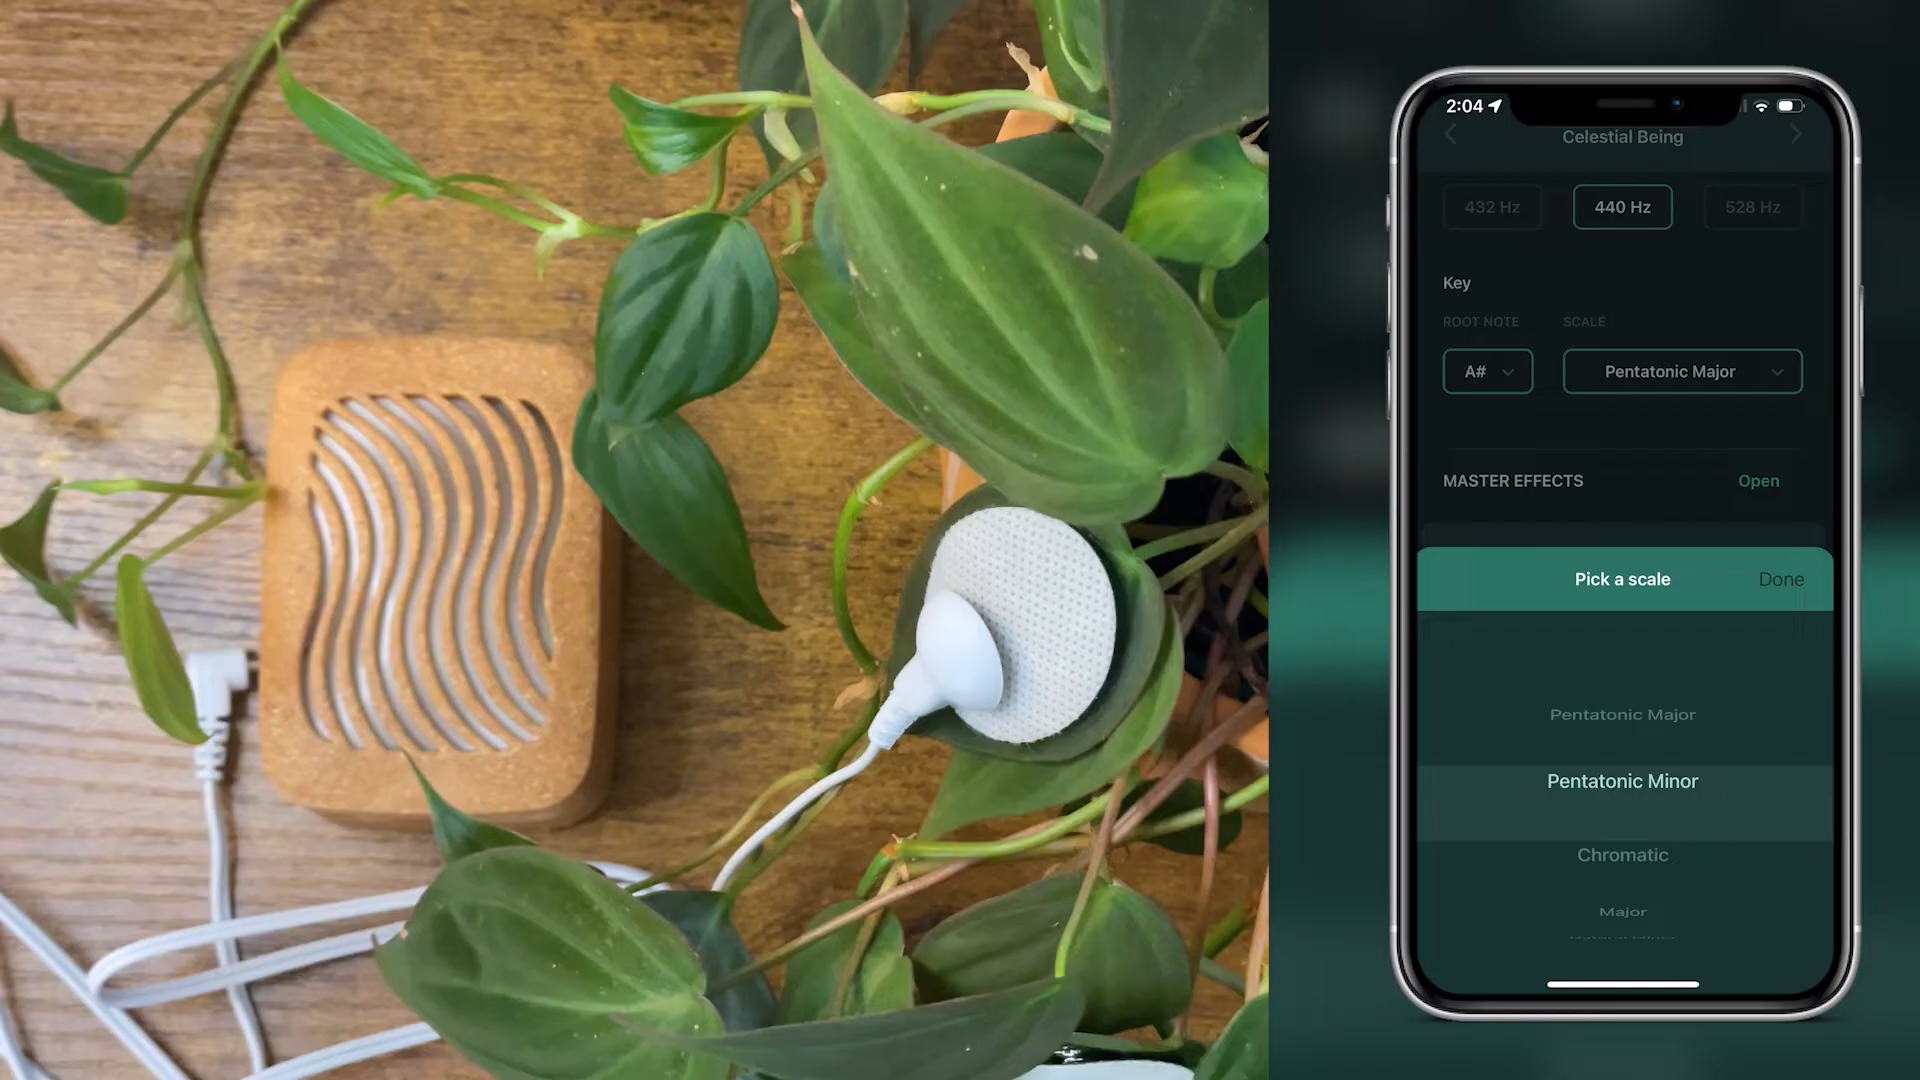 2:04
Celestial Being
432 Hz
440 Hz
528 Hz
Key
ROOT NOTE
SCALE
A#
Pentatonic Major
MASTER EFFECTS
Open
Pick a scale
Done
Pentatonic Major
Pentatonic Minor
Chromatic
Major